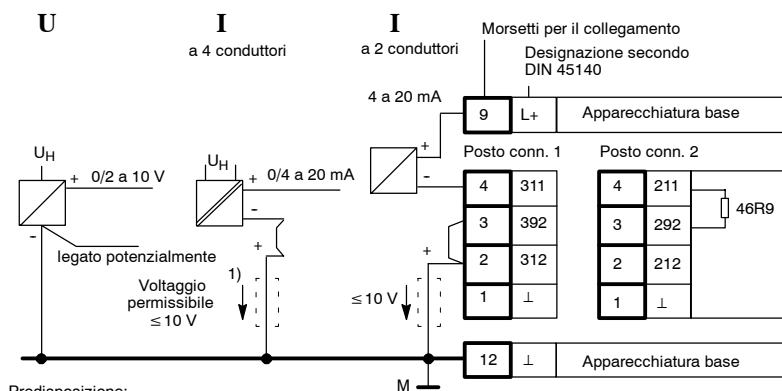 U
I
I
a 4 conduttori
a 2 conduttori
Morsetti per il collegamento
Designazione secondo
DIN 45140
4 a 20 mA
9
L+
Apparecchiatura base
UH
+
0/2 a 10 V
-
legato potenzialmente
UH
+
0/4 a 20 mA
-
+
1)
Voltaggio
permissibile
≤ 10 V
+
-
+
≤ 10 V
Posto conn. 1
4 311
3 392
2 312
1 ⊥
Posto conn. 2
4 211
3 292
2 212
1 ⊥
46R9
12
⊥
Apparecchiatura base
M
Predisposizione: